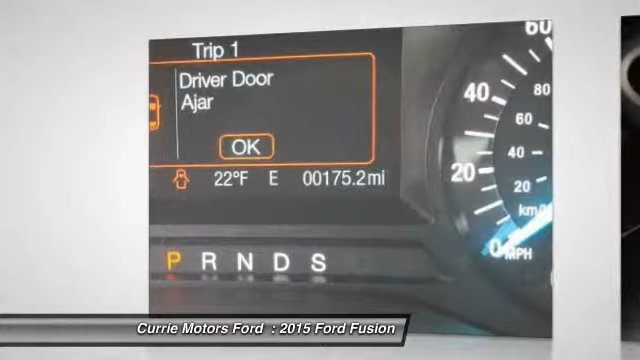 Trip 1
Driver Door
Ajar
OK
22°F E 00175.2mi
P R N D S
60
40
20
0 MPH
80
60
40
20
Currie Motors Ford : 2015 Ford Fusion